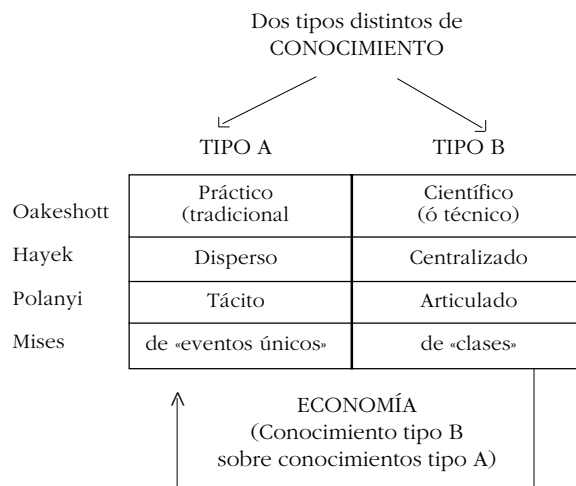 Dos tipos distintos de
CONOCIMIENTO
TIPO A TIPO B
Oakeshott Práctico (tradicional Científico (ó técnico)
Hayek Disperso Centralizado
Polanyi Tácito Articulado
Mises de «eventos únicos» de «clases»
ECONOMÍA
(Conocimiento tipo B
sobre conocimientos tipo A)